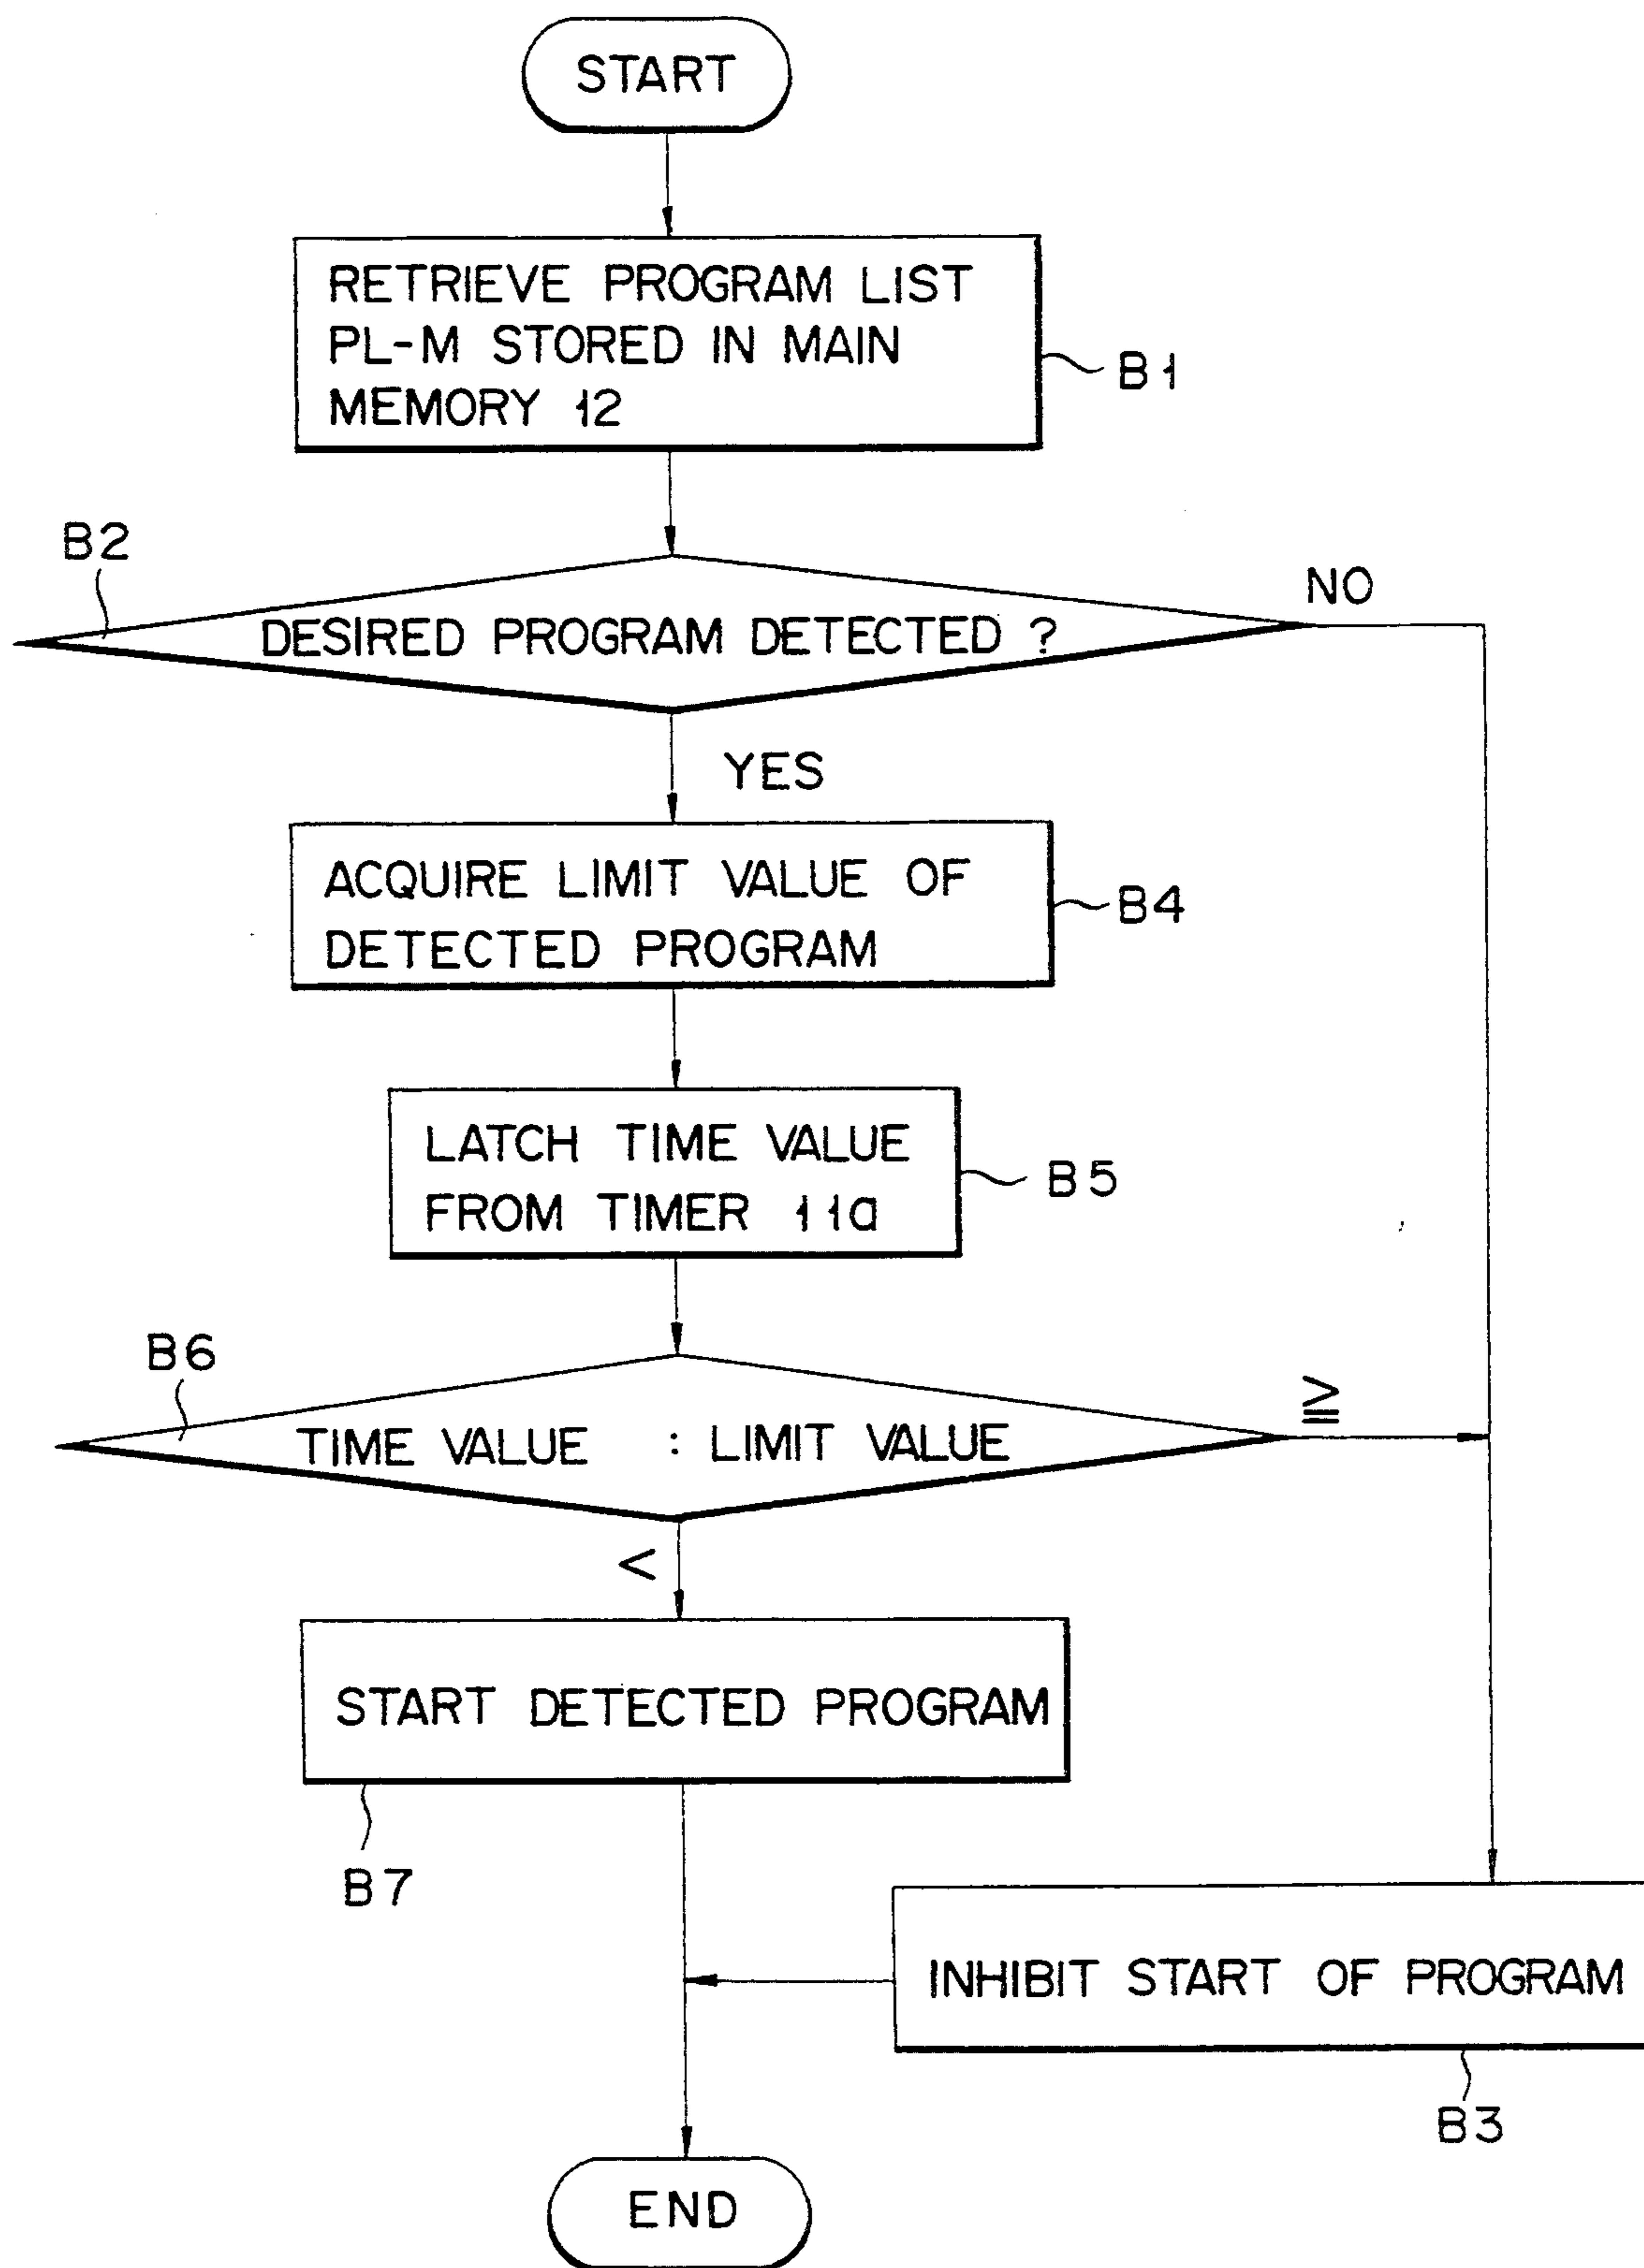 START
RETRIEVE PROGRAM LIST
PL-M STORED IN MAIN
MEMORY 12
B1
B2
NO
DESIRED PROGRAM DETECTED ?
YES
ACQUIRE LIMIT VALUE OF
DETECTED PROGRAM
B4
LATCH TIME VALUE
FROM TIMER 11a
B5
B6
≧
TIME VALUE : LIMIT VALUE
<
START DETECTED PROGRAM
B7
INHIBIT START OF PROGRAM
B3
END